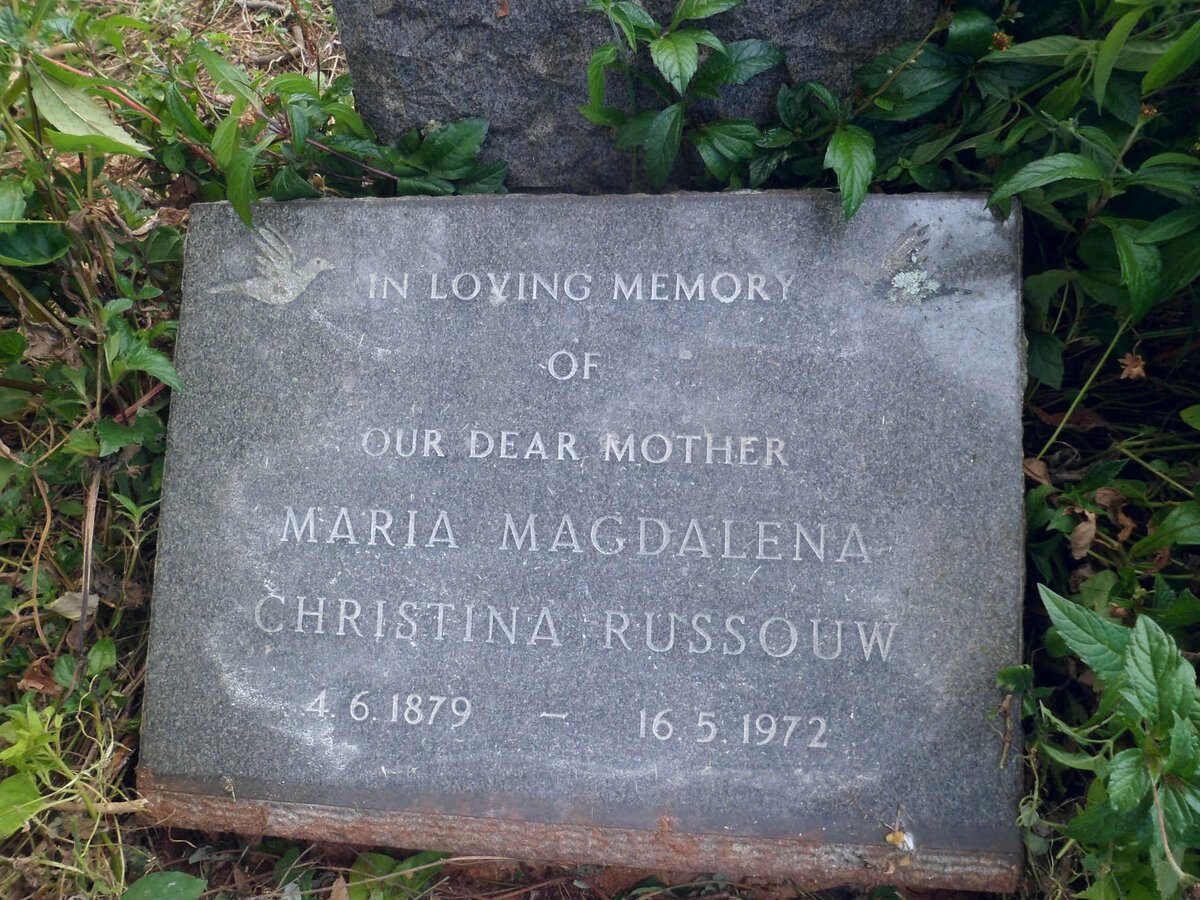 IN LOVING MEMORY
OF
OUR DEAR MOTHER
MARIA MAGDALENA
CHRISTINA RUSSOUW
4.6.1879 – 16.5.1972